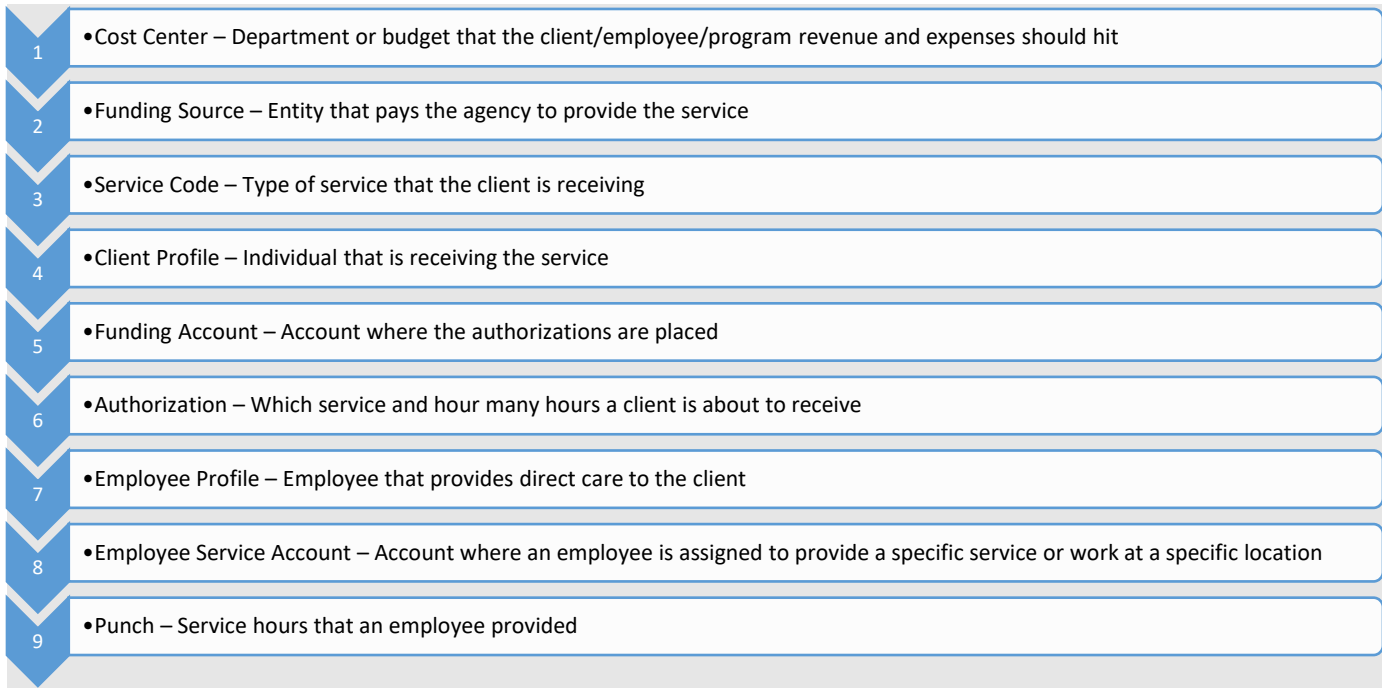 1
•Cost Center – Department or budget that the client/employee/program revenue and expenses should hit
2
•Funding Source – Entity that pays the agency to provide the service
3
•Service Code – Type of service that the client is receiving
4
•Client Profile – Individual that is receiving the service
5
•Funding Account – Account where the authorizations are placed
6
•Authorization – Which service and hour many hours a client is about to receive
7
•Employee Profile – Employee that provides direct care to the client
8
•Employee Service Account – Account where an employee is assigned to provide a specific service or work at a specific location
9
•Punch – Service hours that an employee provided